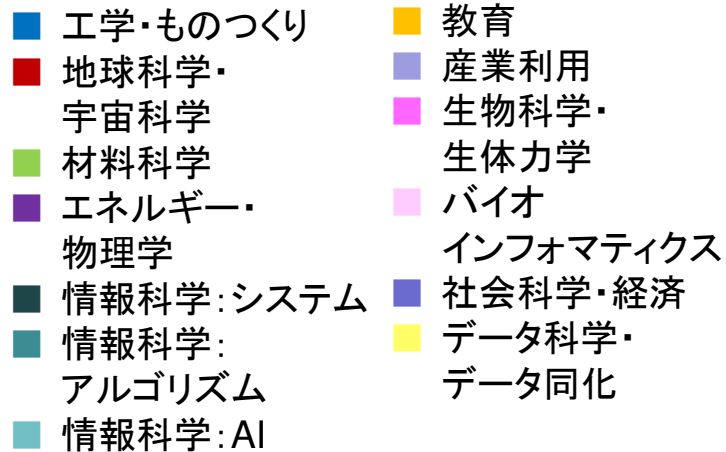 工学・ものつくり
地球科学・
宇宙科学
材料科学
エネルギー・
物理学
情報科学：システム
情報科学：
アルゴリズム
情報科学：AI
教育
産業利用
生物科学・
生体力学
バイオ
インフォマティクス
社会科学・経済
データ科学・
データ同化